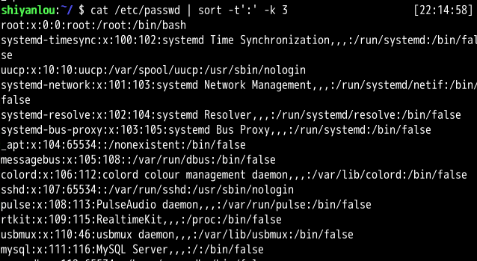 shiyanlou:~/ $ cat /etc/passwd | sort -t':' -k 3 [22:14:58]
root:x:0:0:root:/root:/bin/bash
systemd-timesync:x:100:102:systemd Time Synchronization,,,:/run/systemd:/bin/fal
se
uucp:x:10:10:uucp:/var/spool/uucp:/usr/sbin/nologin
systemd-network:x:101:103:systemd Network Management,,,:/run/systemd/netif:/bin/
false
systemd-resolve:x:102:104:systemd Resolver,,,:/run/systemd/resolve:/bin/false
systemd-bus-proxy:x:103:105:systemd Bus Proxy,,,:/run/systemd:/bin/false
_apt:x:104:65534::/nonexistent:/bin/false
messagebus:x:105:108::/var/run/dbus:/bin/false
colord:x:106:112:colord colour management daemon,,,:/var/lib/colord:/bin/false
sshd:x:107:65534::/var/run/sshd:/usr/sbin/nologin
pulse:x:108:113:PulseAudio daemon,,,:/var/run/pulse:/bin/false
rtkit:x:109:115:RealtimeKit,,,:/proc:/bin/false
usbmux:x:110:46:usbmux daemon,,,:/var/lib/usbmux:/bin/false
mysql:x:111:116:MySQL Server,,,:/:/bin/false